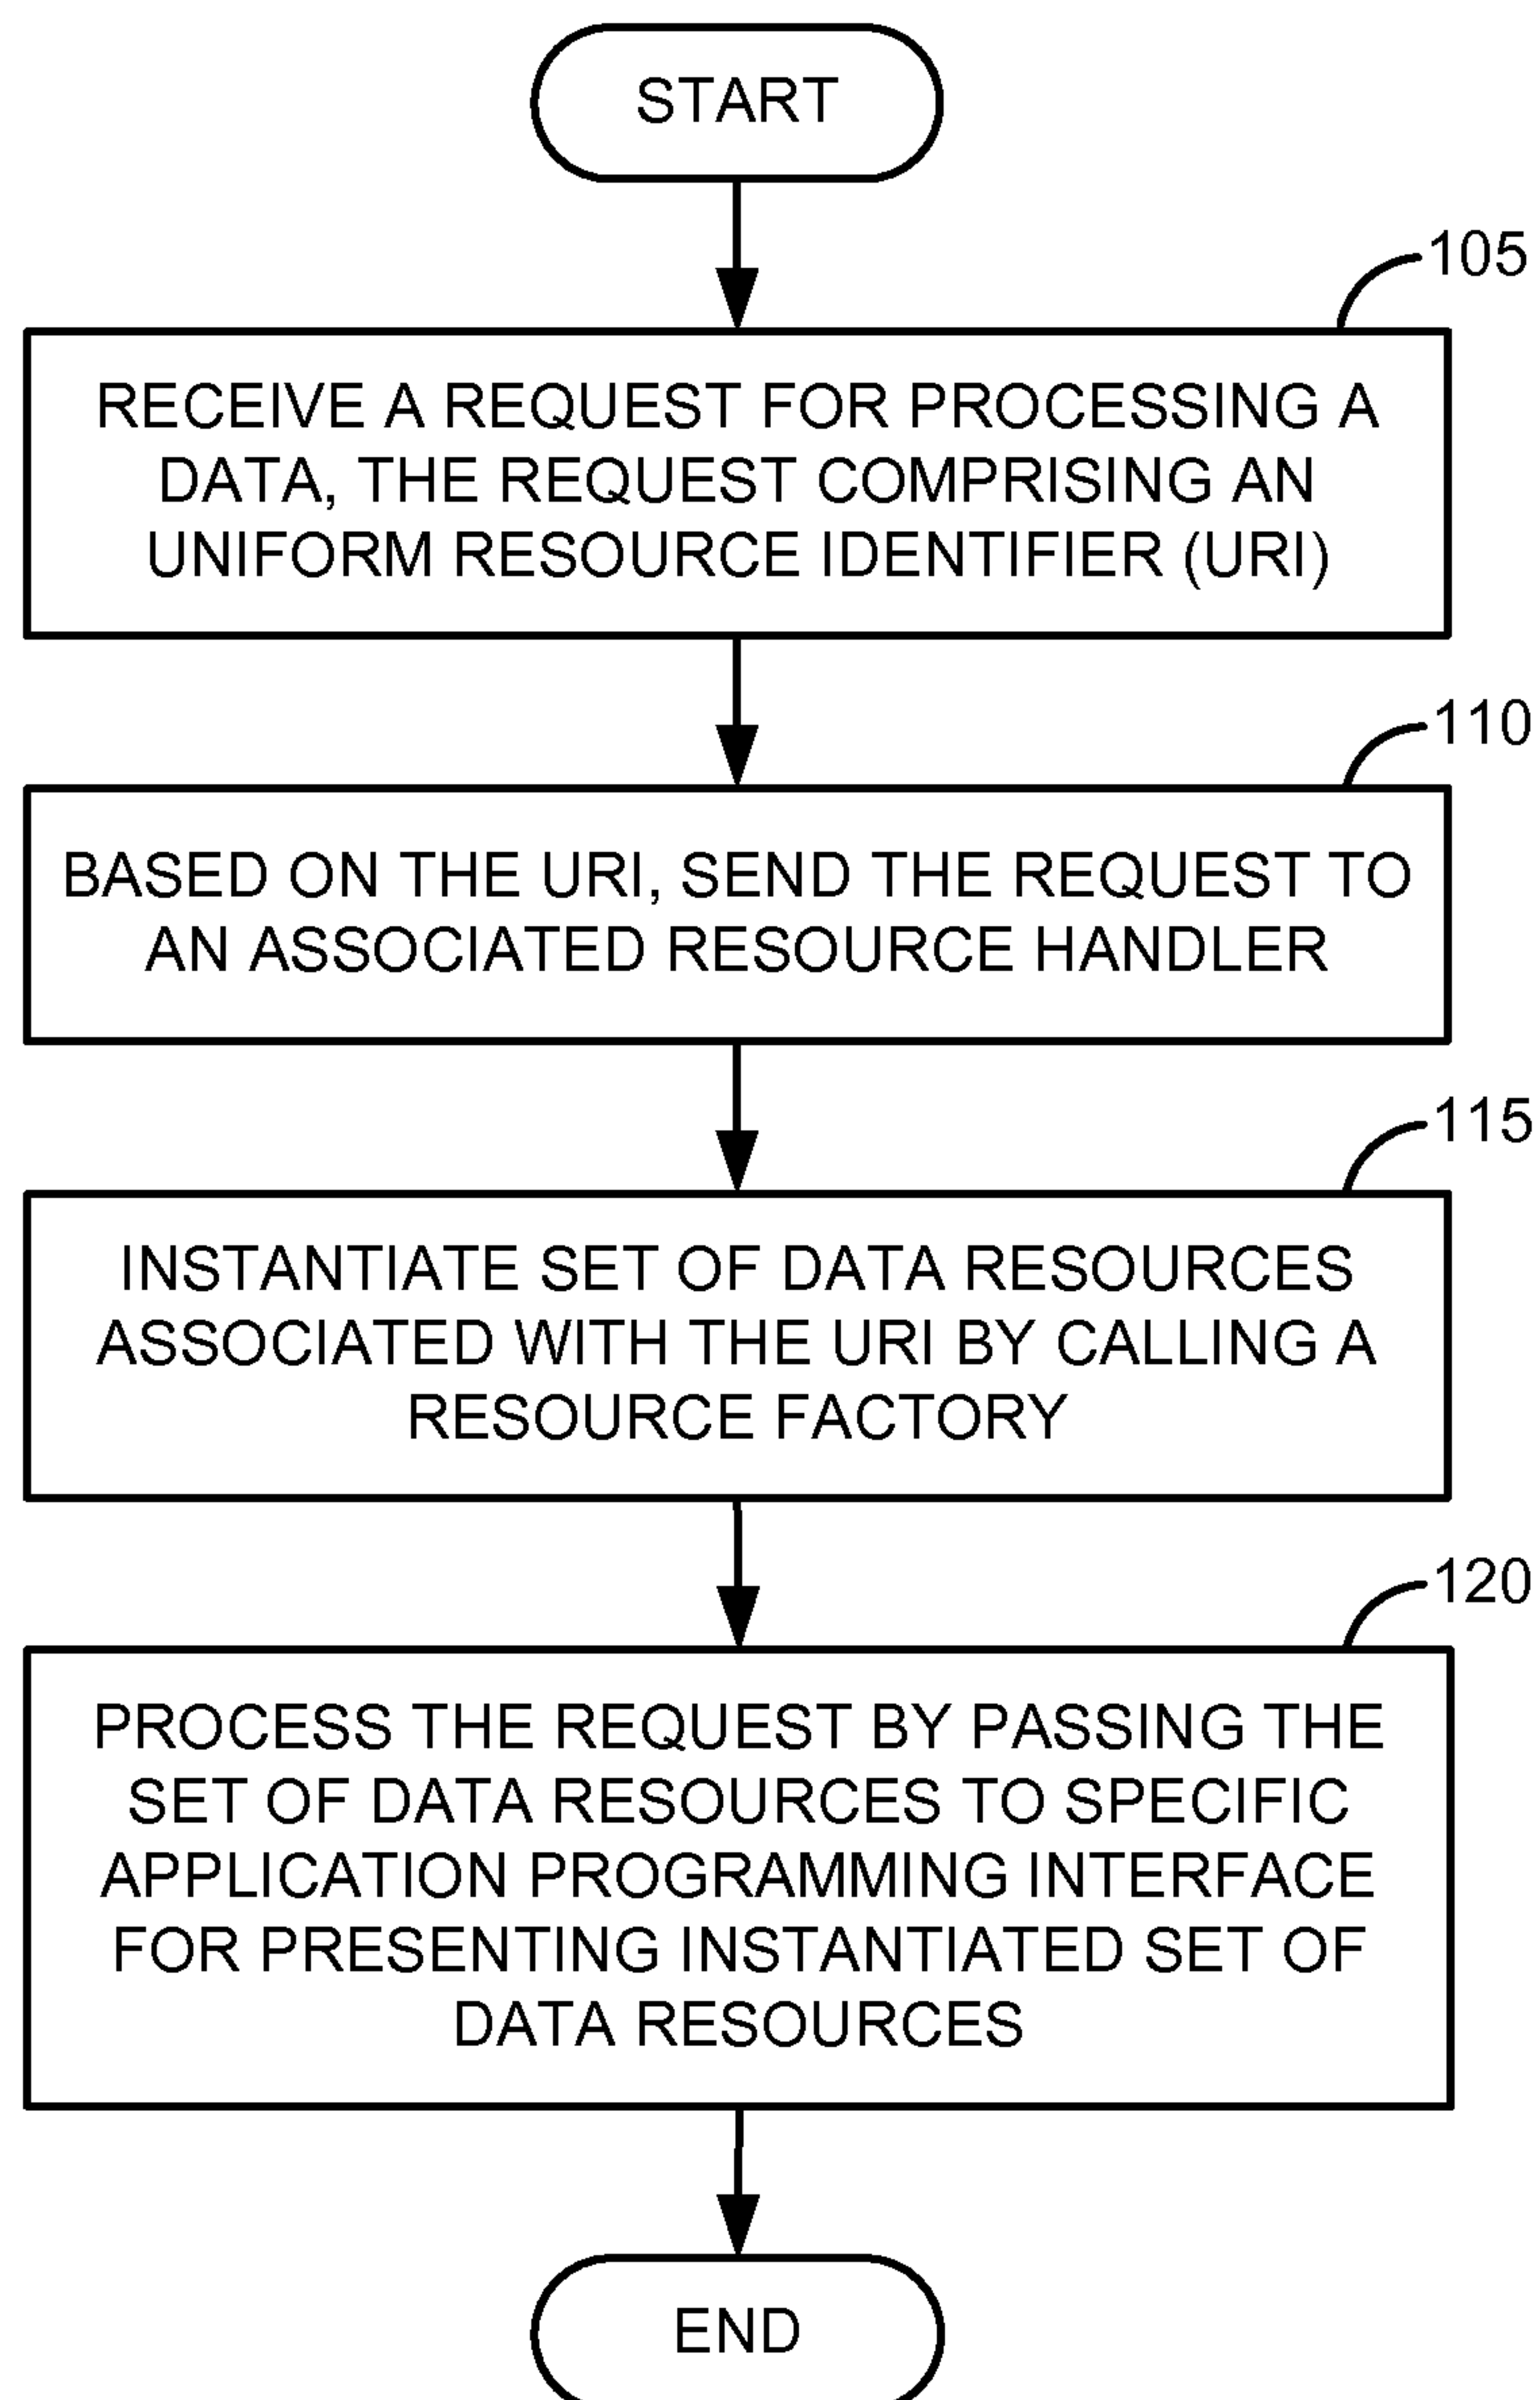 START
105
RECEIVE A REQUEST FOR PROCESSING A
DATA, THE REQUEST COMPRISING AN
UNIFORM RESOURCE IDENTIFIER (URI)
110
BASED ON THE URI, SEND THE REQUEST TO
AN ASSOCIATED RESOURCE HANDLER
115
INSTANTIATE SET OF DATA RESOURCES
ASSOCIATED WITH THE URI BY CALLING A
RESOURCE FACTORY
120
PROCESS THE REQUEST BY PASSING THE
SET OF DATA RESOURCES TO SPECIFIC
APPLICATION PROGRAMMING INTERFACE
FOR PRESENTING INSTANTIATED SET OF
DATA RESOURCES
END